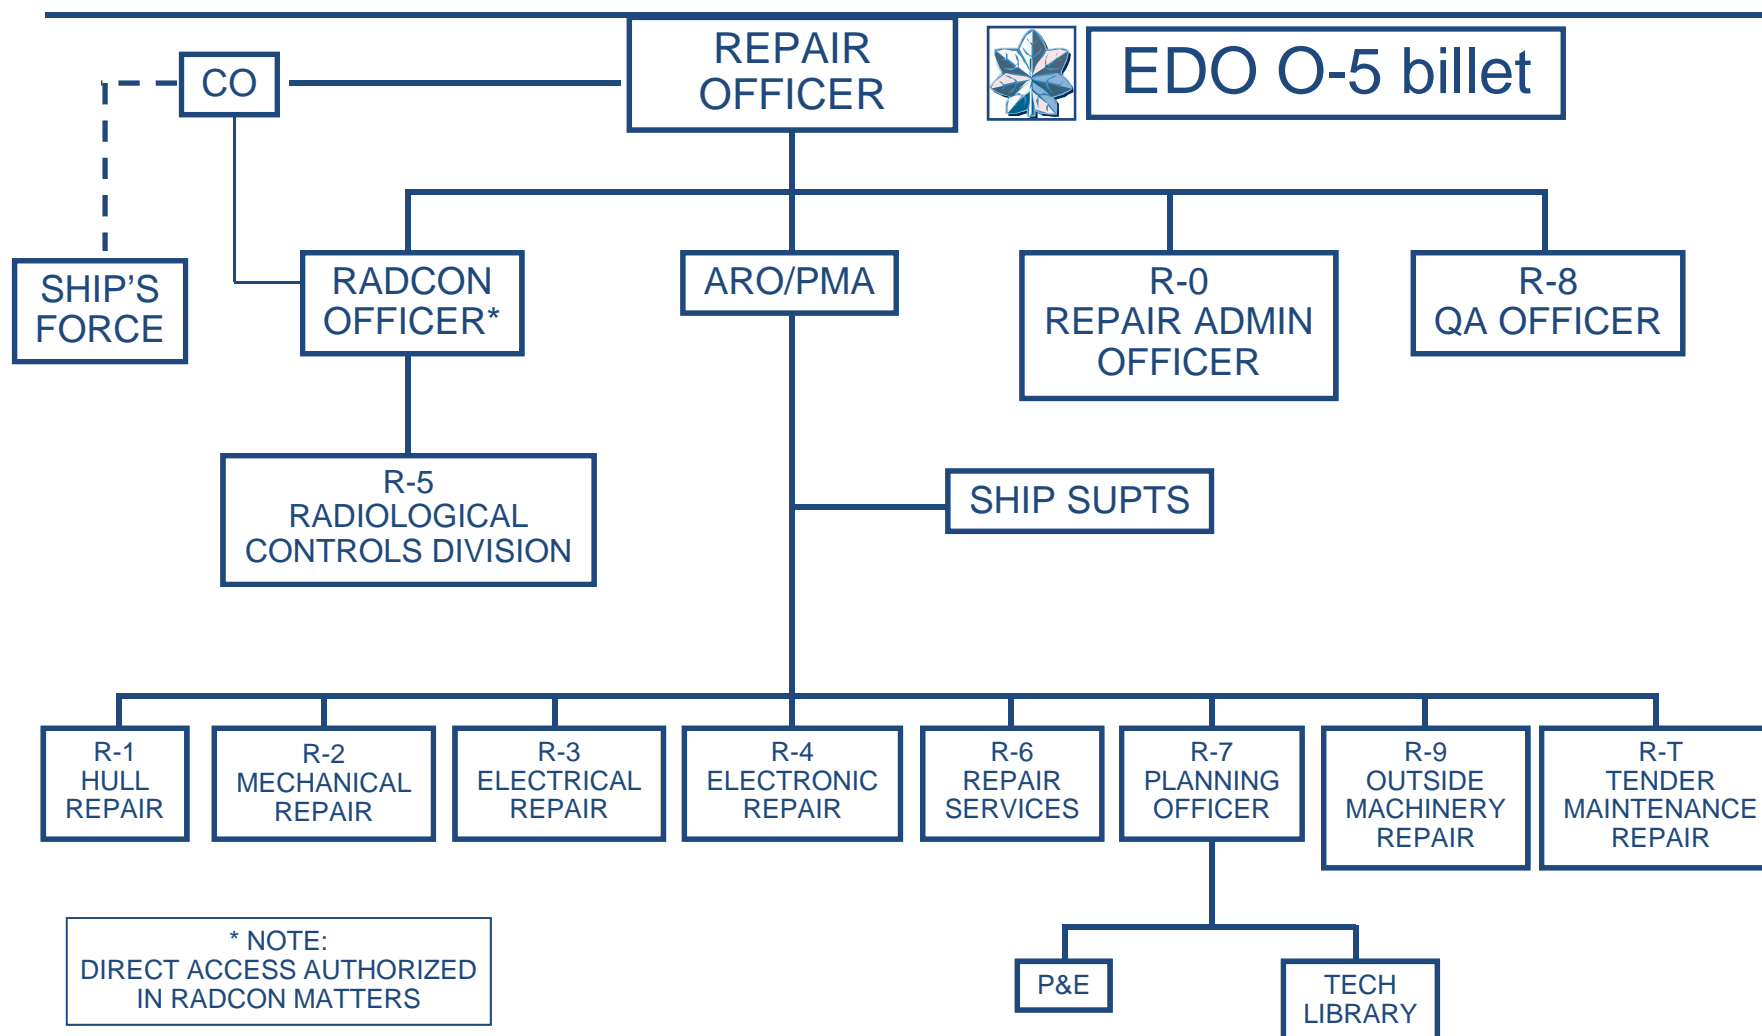 REPAIR
OFFICER
EDO O-5 billet
CO
SHIP'S
FORCE
RADCON
OFFICER*
ARO/PMA
R-0
REPAIR ADMIN
OFFICER
R-8
QA OFFICER
R-5
RADIOLOGICAL
CONTROLS DIVISION
SHIP SUPTS
R-1
HULL
REPAIR
R-2
MECHANICAL
REPAIR
R-3
ELECTRICAL
REPAIR
R-4
ELECTRONIC
REPAIR
R-6
REPAIR
SERVICES
R-7
PLANNING
OFFICER
R-9
OUTSIDE
MACHINERY
REPAIR
R-T
TENDER
MAINTENANCE
REPAIR
P&E
TECH
LIBRARY
* NOTE:
DIRECT ACCESS AUTHORIZED
IN RADCON MATTERS